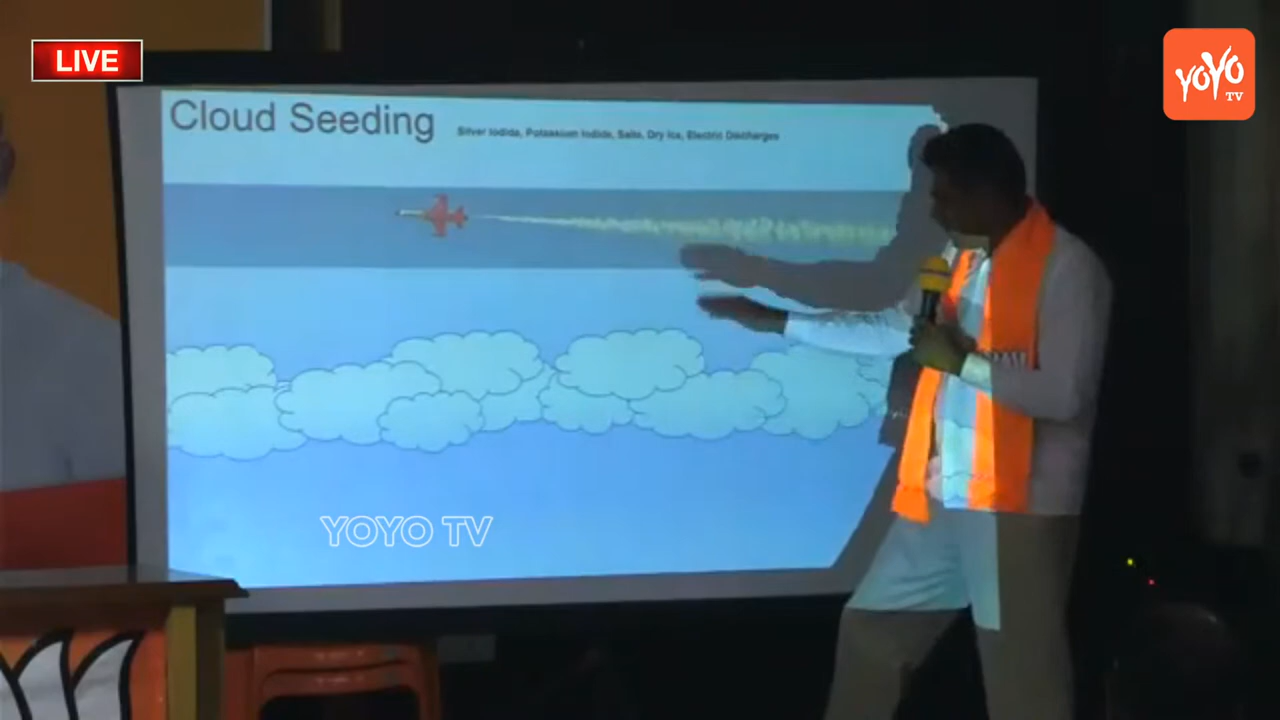 LIVE
YOYO
TV
Cloud Seeding
Silver Iodide, Potassium Iodide, Salts, Dry Ice, Electric Discharges
YOYO TV